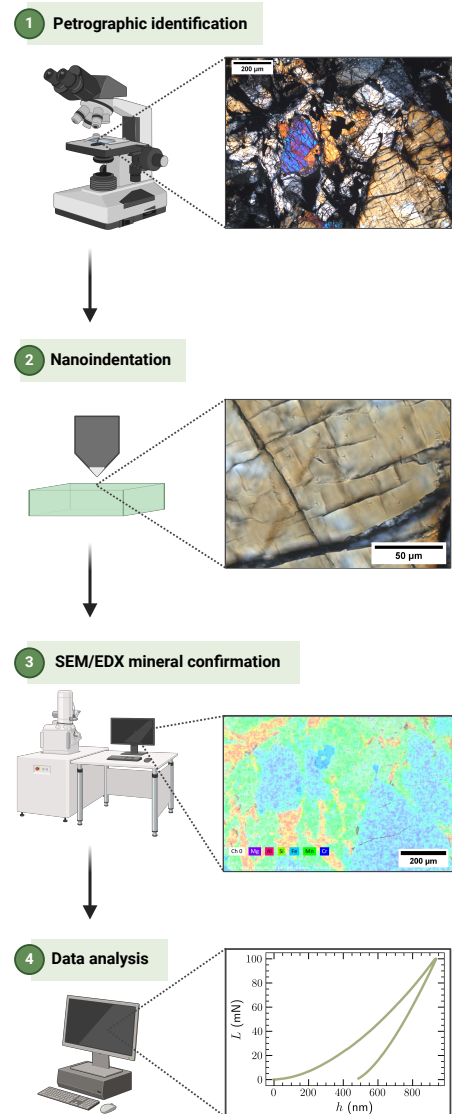 1 Petrographic identification
200 µm
2 Nanoindentation
50 µm
3 SEM/EDX mineral confirmation
Ch 0 Mg Al Si Fe Mn Cr
200 µm
4 Data analysis
100
80
60
40
20
0
L (mN)
0 200 400 600 800
h (nm)